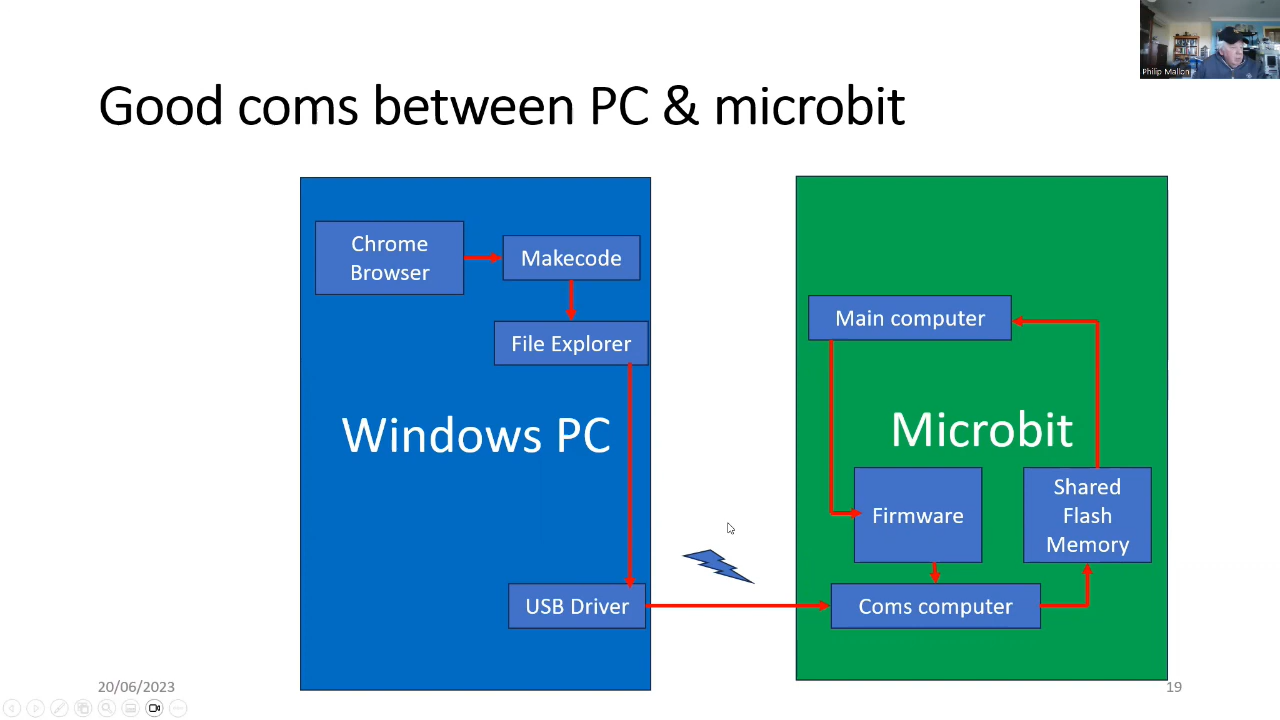 Philip Mallon
Good coms between PC & microbit
Chrome
Browser
Makecode
File Explorer
Windows PC
USB Driver
Main computer
Microbit
Firmware
Shared
Flash
Memory
Coms computer
20/06/2023
19